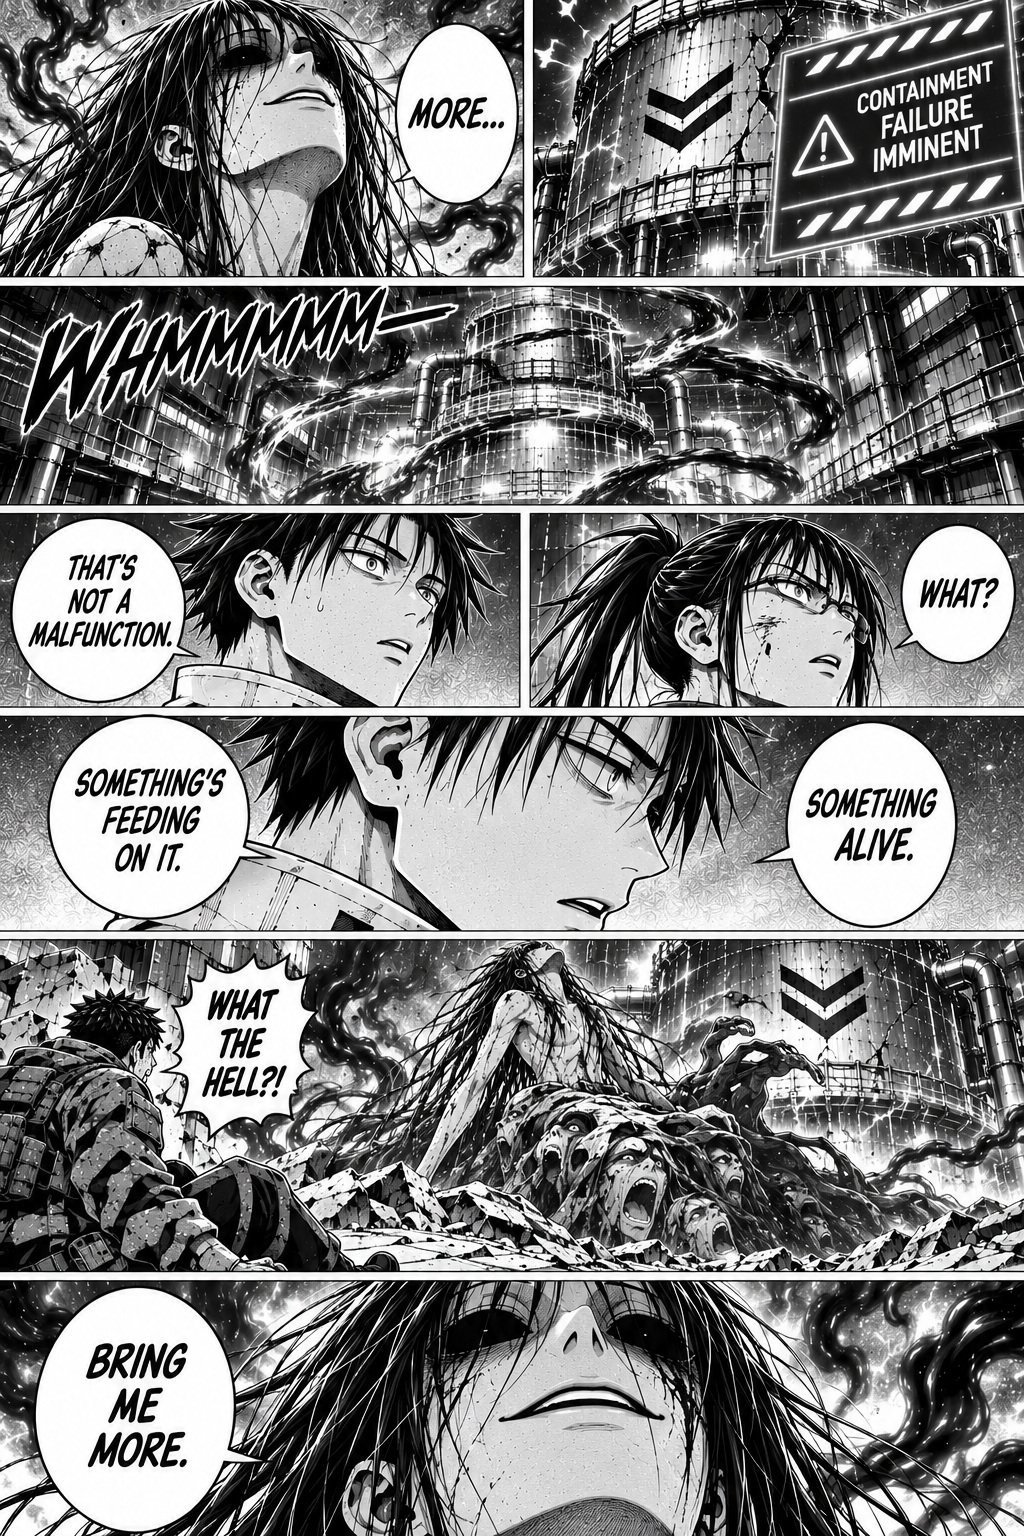 MORE...
CONTAINMENT
FAILURE
IMMINENT
WHMMMMMM—
THAT'S
NOT A
MALFUNCTION.
WHAT?
SOMETHING'S
FEEDING
ON IT.
SOMETHING
ALIVE.
WHAT
THE
HELL?!
BRING
ME
MORE.